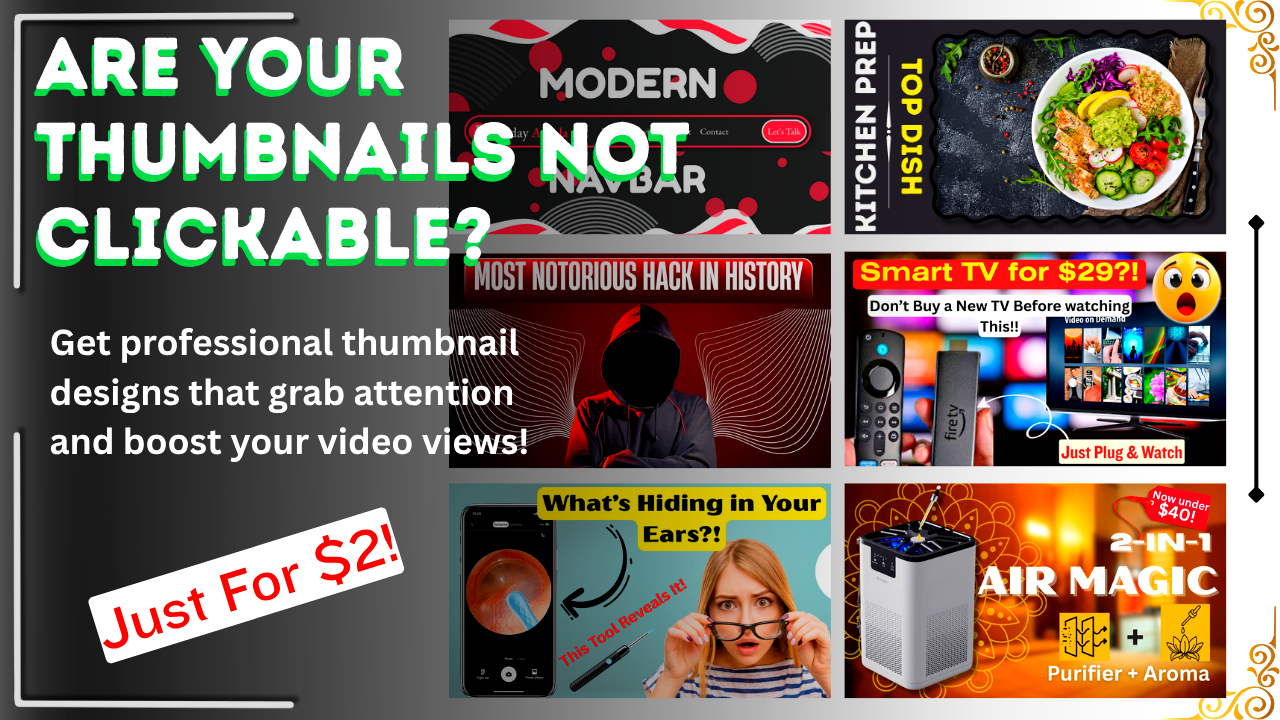 ARE YOUR
THUMBNAILS NOT
CLICKABLE?
Get professional thumbnail
designs that grab attention
and boost your video views!
Just For $2!
MODERN
Contact
Let's Talk
NAVBAR
KITCHEN PREP
TOP DISH
MOST NOTORIOUS HACK IN HISTORY
Smart TV for $29?!
Don't Buy a New TV Before watching
This!!
Video on Demand
fire tv
Just Plug & Watch
What's Hiding in Your
Ears?!
This Tool Reveals It!
Now under
$40!
2-IN-1
AIR MAGIC
+
Purifier + Aroma